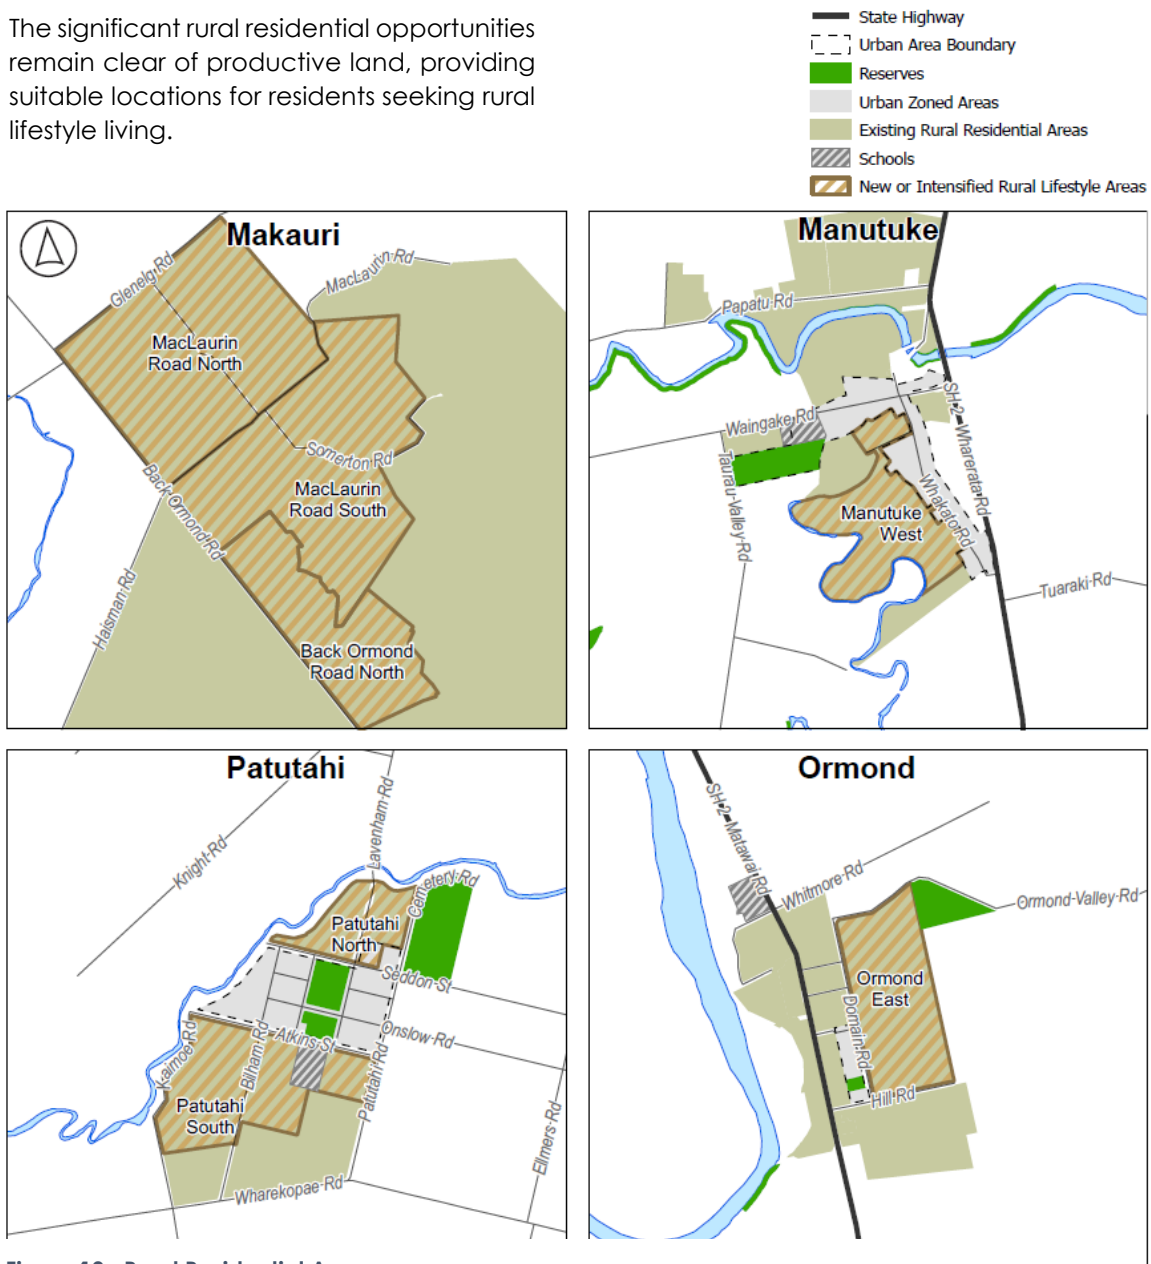 The significant rural residential opportunities
remain clear of productive land, providing
suitable locations for residents seeking rural
lifestyle living.
State Highway
Urban Area Boundary
Reserves
Urban Zoned Areas
Existing Rural Residential Areas
Schools
New or Intensified Rural Lifestyle Areas
Makauri
Glenelg Rd
MacLaurin Rd
MacLaurin
Road North
Somerton Rd
MacLaurin
Road South
Back Ormond Rd
Haisman Rd
Back Ormond
Road North
Manutuke
Papatu Rd
Waingake Rd
SH 2 Wharerata Rd
Taurau Valley Rd
Whakato Rd
Manutuke
West
Tuaraki Rd
Patutahi
Lavenham Rd
Knight Rd
Cemetery Rd
Patutahi
North
Seddon St
Onslow Rd
Atkins St
Kaimoe Rd
Bilham Rd
Patutahi Rd
Patutahi
South
Ellmers Rd
Wharekopae Rd
Ormond
SH 2 Matawai Rd
Whitmore Rd
Ormond Valley Rd
Ormond
East
Domain Rd
Hill Rd